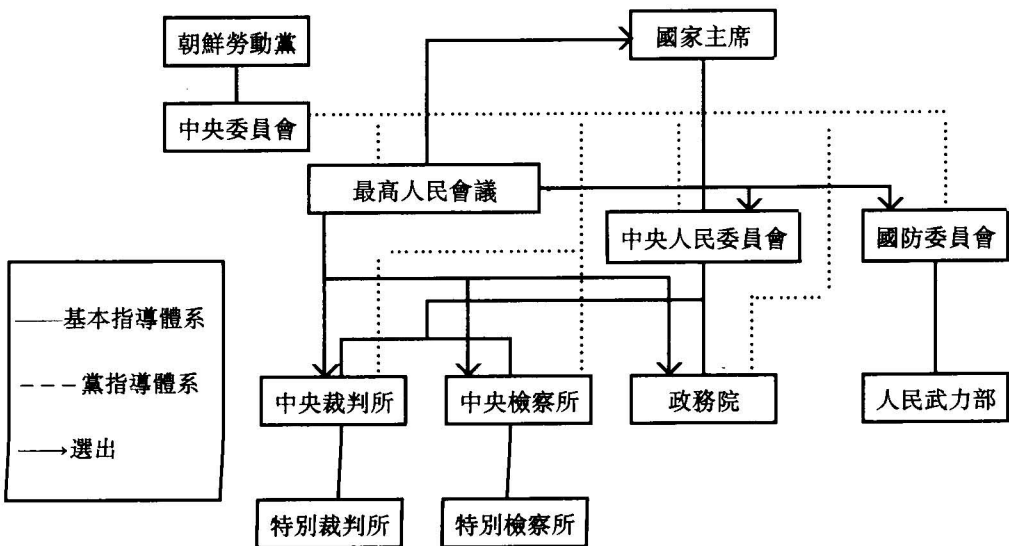 朝鮮勞動黨
國家主席
中央委員會
最高人民會議
中央人民委員會
國防委員會
基本指導體系
黨指導體系
選出
中央裁判所
中央檢察所
政務院
人民武力部
特別裁判所
特別檢察所